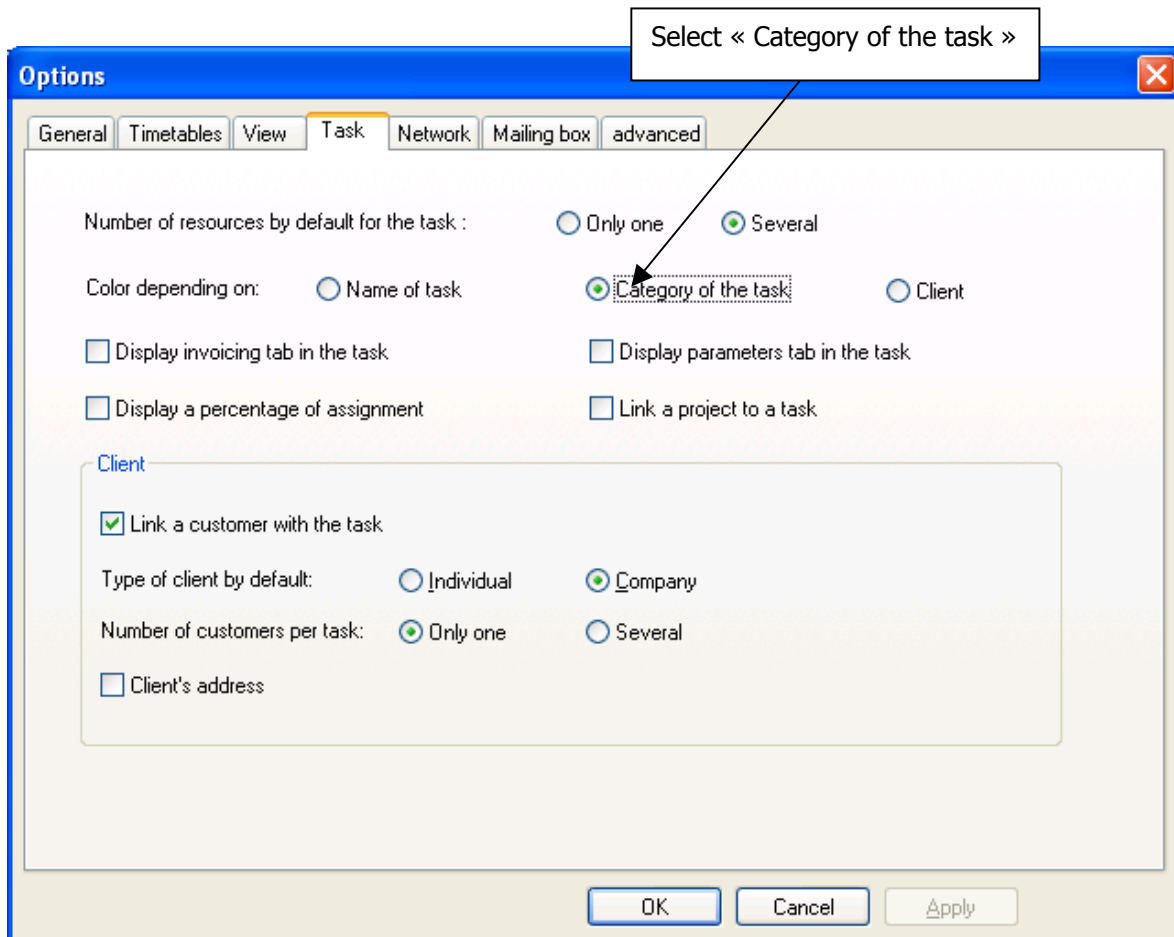 Select « Category of the task »
Options
General Timetables View Task Network Mailing box advanced
Number of resources by default for the task : Only one Several
Color depending on: Name of task Category of the task Client
Display invoicing tab in the task Display parameters tab in the task
Display a percentage of assignment Link a project to a task
Client
Link a customer with the task
Type of client by default: Individual Company
Number of customers per task: Only one Several
Client's address
OK Cancel Apply